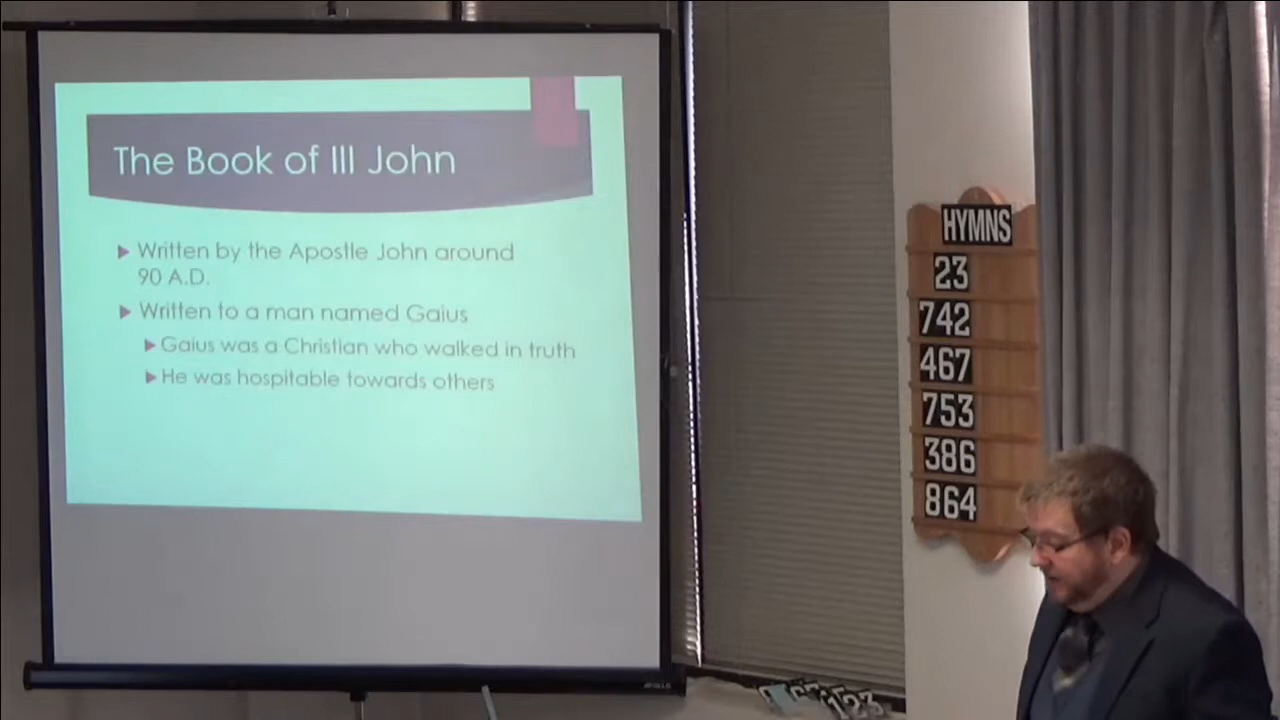 The Book of III John
Written by the Apostle John around
90 A.D.
Written to a man named Gaius
Gaius was a Christian who walked in truth
He was hospitable towards others
HYMNS
23
742
467
753
386
864